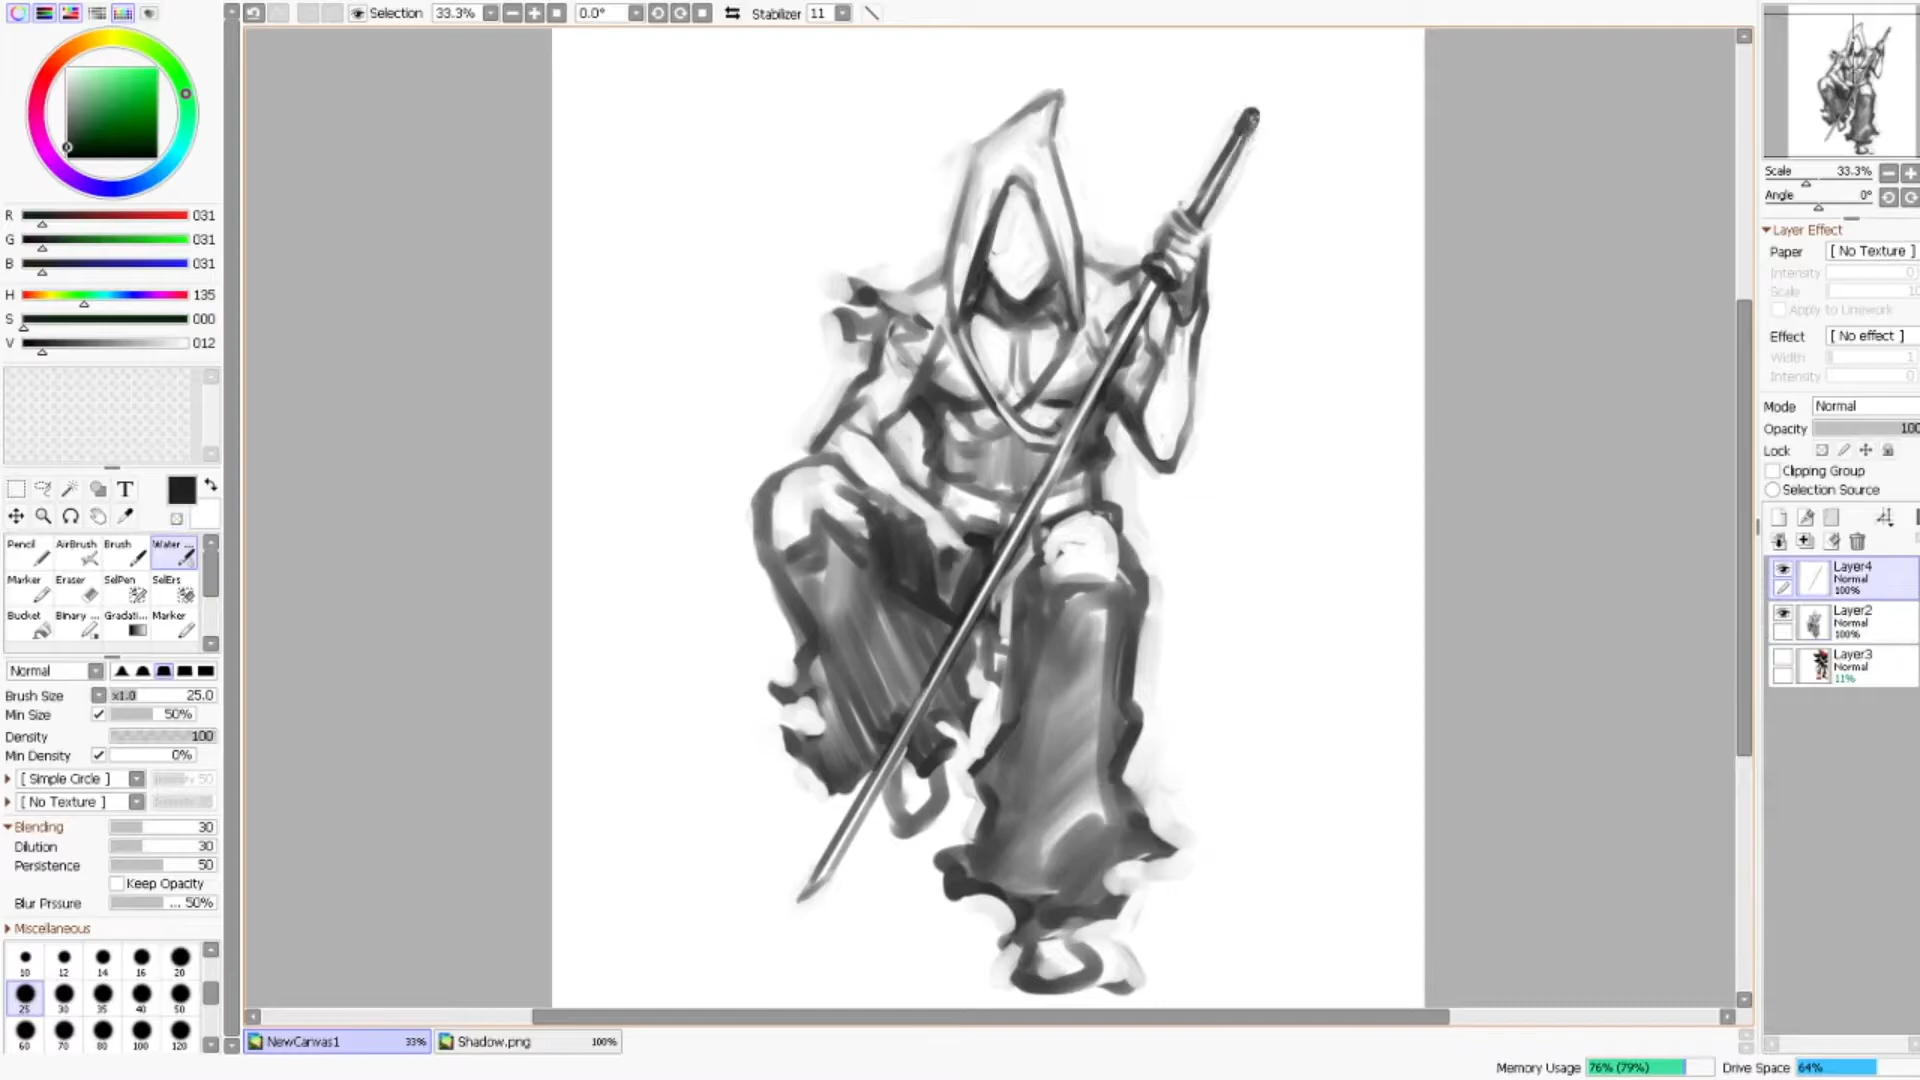 Selection 33.3% 0.0° Stabilizer 11
R 031
G 031
B 031
H 135
S 000
V 012
T
Pencil AirBrush Brush Water ...
Marker Eraser SelPen SelErs
Bucket Binary ... Gradati... Marker
Normal
Brush Size x1.0 25.0
Min Size 50%
Density 100
Min Density 0%
[ Simple Circle ] 50
[ No Texture ]
Blending 30
Dilution 30
Persistence 50
Keep Opacity
Blur Prssure ... 50%
Miscellaneous
10 12 14 16 20
25 30 35 40 50
60 70 80 100 120
NewCanvas1 33% Shadow.png 100%
Scale 33.3%
Angle 0°
Layer Effect
Paper [ No Texture ]
Intensity 0
Scale 10
Apply to Linework
Effect [ No effect ]
Width 1
Intensity 0
Mode Normal
Opacity 100
Lock
Clipping Group
Selection Source
Layer4
Normal
100%
Layer2
Normal
100%
Layer3
Normal
11%
Memory Usage 76% (79%) Drive Space 64%